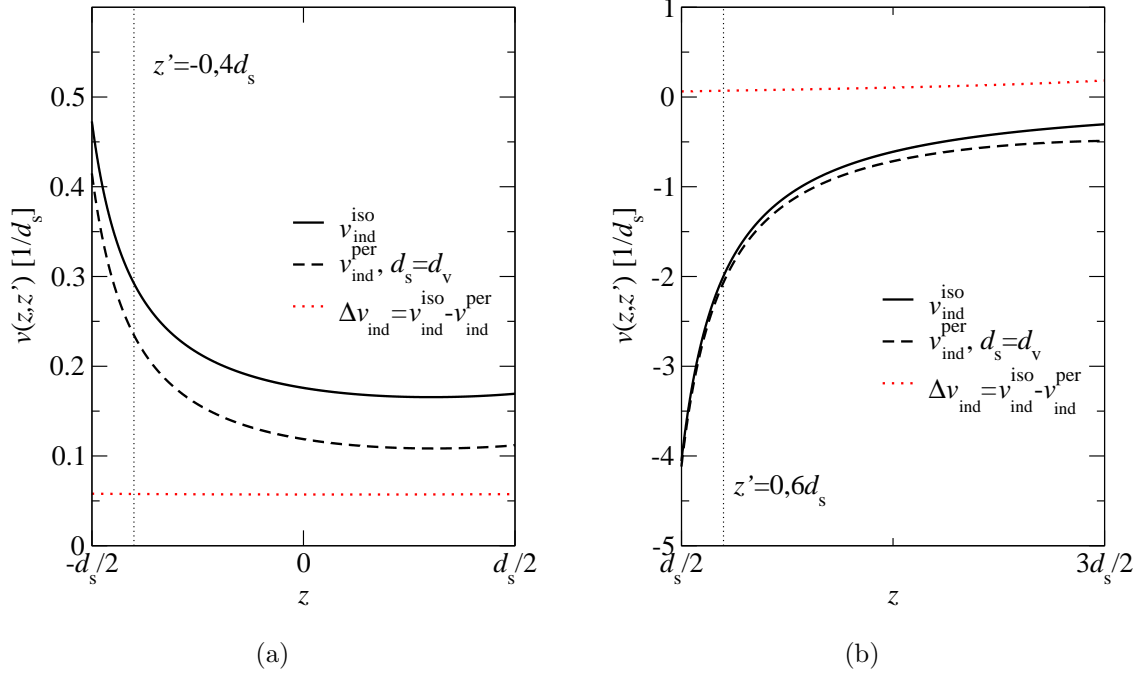 0.5
0.4
0.3
0.2
0.1
0
v(z,z') [1/d_s]
z'=-0,4d_s
v_ind^iso
v_ind^per, d_s=d_v
Δv_ind=v_ind^iso-v_ind^per
-d_s/2
0
d_s/2
z
(a)
1
0
-1
-2
-3
-4
-5
v(z,z') [1/d_s]
v_ind^iso
v_ind^per, d_s=d_v
Δv_ind=v_ind^iso-v_ind^per
z'=0,6d_s
d_s/2
3d_s/2
z
(b)